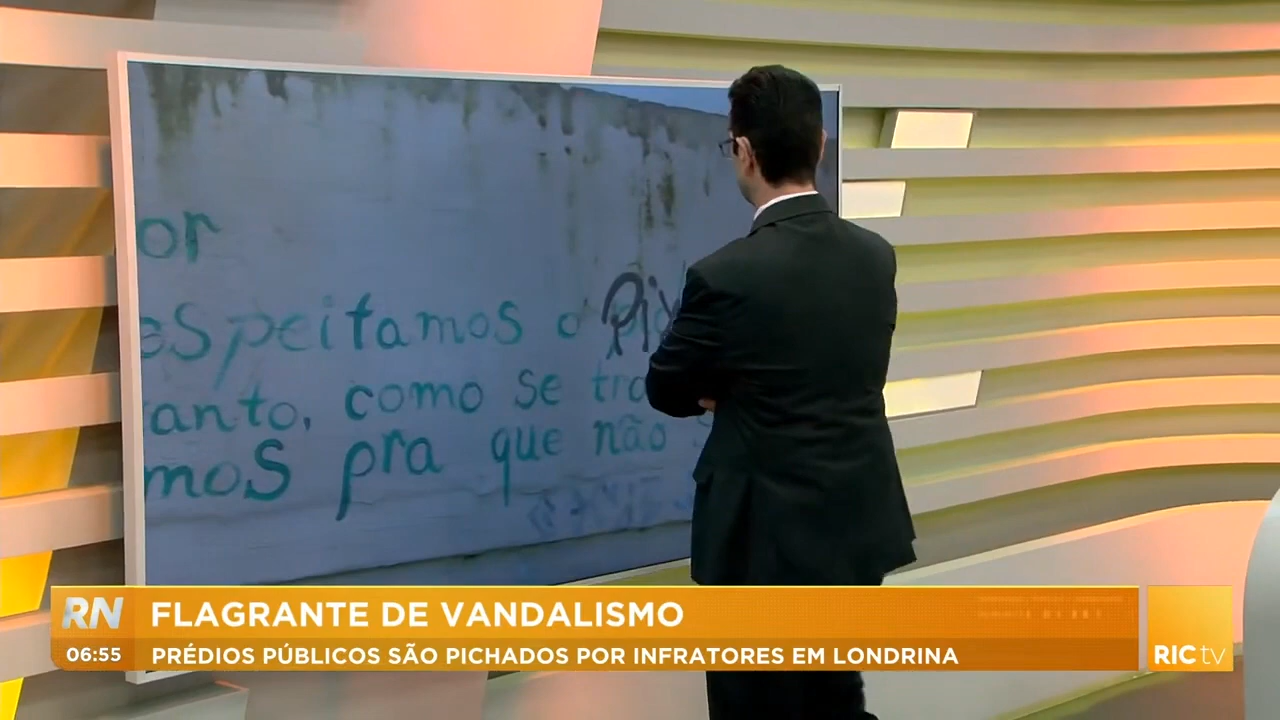 or
espeitamos o Pix
anto, como se tra
mos pra que não s
RN FLAGRANTE DE VANDALISMO
06:55 PRÉDIOS PÚBLICOS SÃO PICHADOS POR INFRATORES EM LONDRINA
RICtv